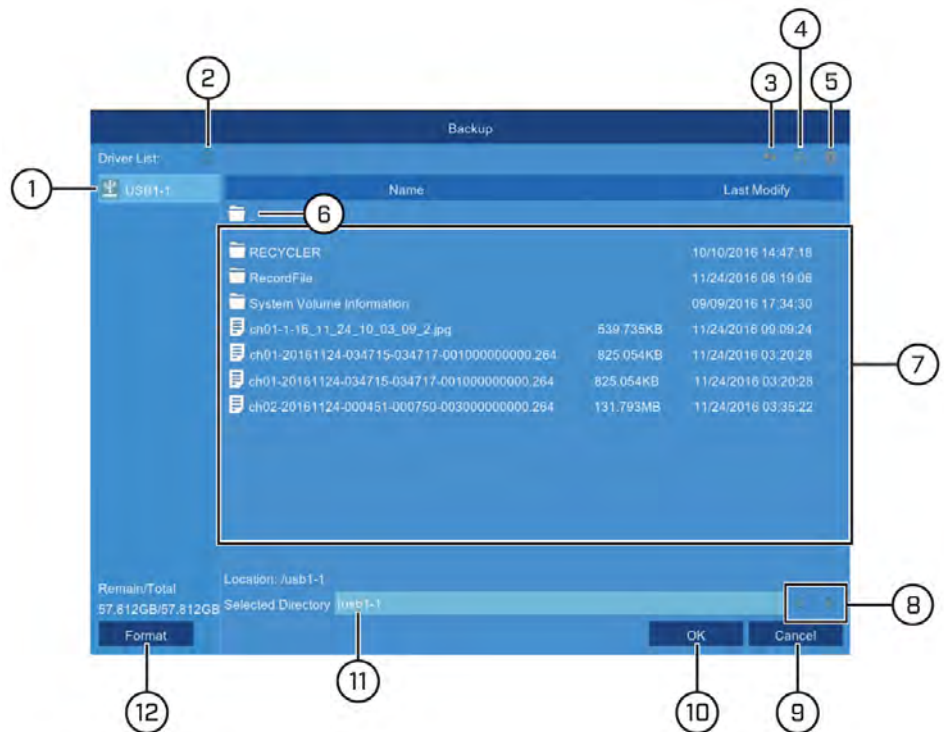 4
2
3
5
Backup
Driver List:
1
USB1-1
Name
Last Modify
6
RECYCLER 10/10/2016 14:47:18
RecordFile 11/24/2016 08:19:06
System Volume Information 09/09/2016 17:34:30
ch01-1-16_11_24_10_03_09_2.jpg 539.735KB 11/24/2016 09:09:24
7
ch01-20161124-034715-034717-001000000000.264 825.054KB 11/24/2016 03:20:28
ch01-20161124-034715-034717-001000000000.264 825.054KB 11/24/2016 03:20:28
ch02-20161124-000451-000750-003000000000.264 131.793MB 11/24/2016 03:35:22
Location: /usb1-1
Remain/Total
57.812GB/57.812GB
Selected Directory /usb1-1
8
Format
OK
Cancel
11
12
10
9